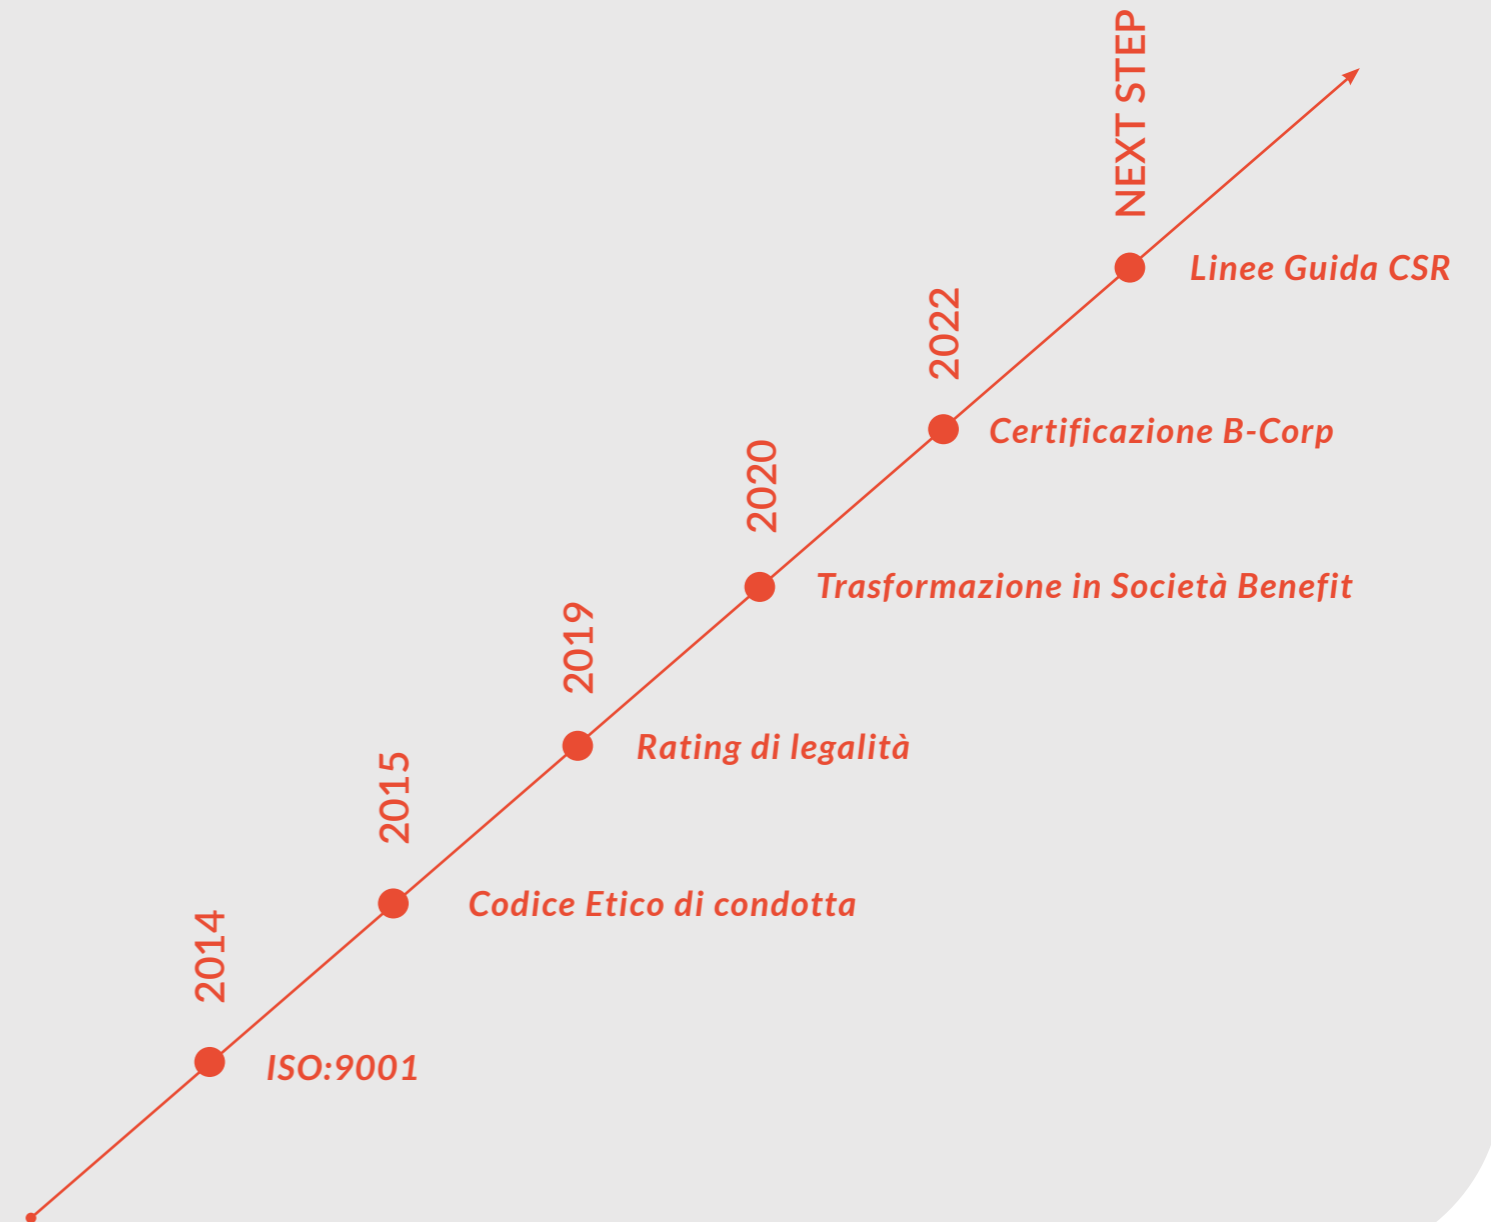 NEXT STEP
Linee Guida CSR
2022
Certificazione B-Corp
2020
Trasformazione in Società Benefit
2019
Rating di legalità
2015
Codice Etico di condotta
2014
ISO:9001